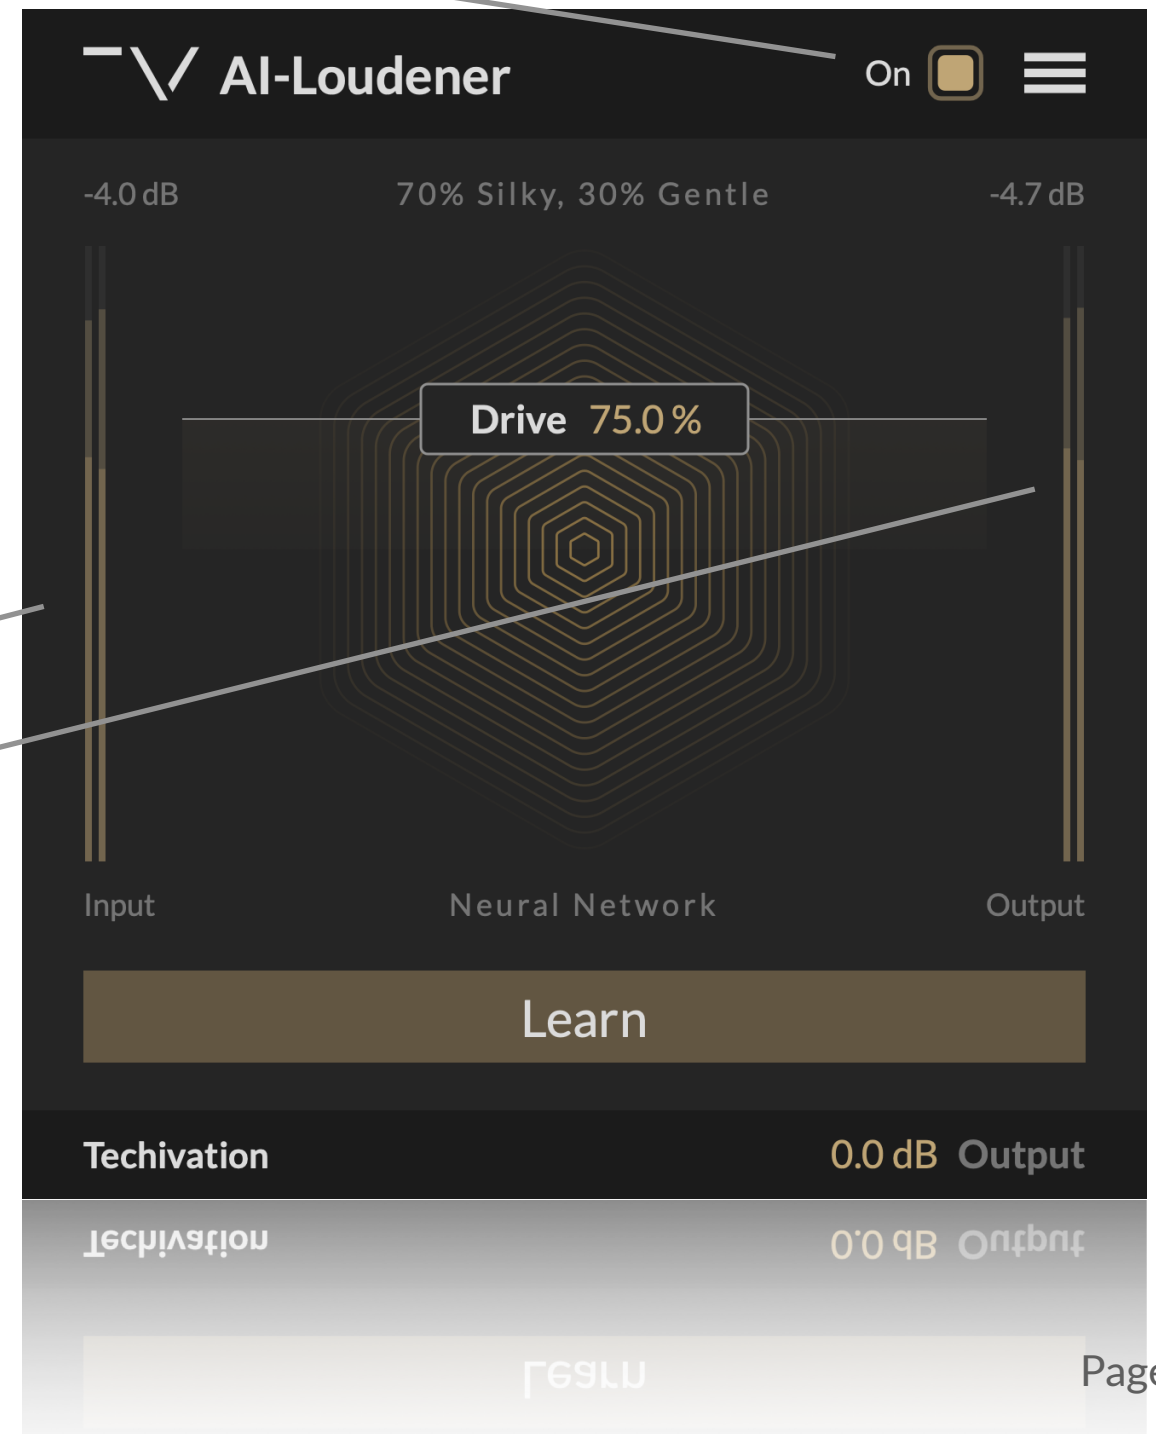 AI-Loudener On
-4.0 dB 70% Silky, 30% Gentle -4.7 dB
Drive 75.0 %
Input Neural Network Output
Learn
Techivation 0.0 dB Output
Techivation 0.0 dB Output
Learn
Page